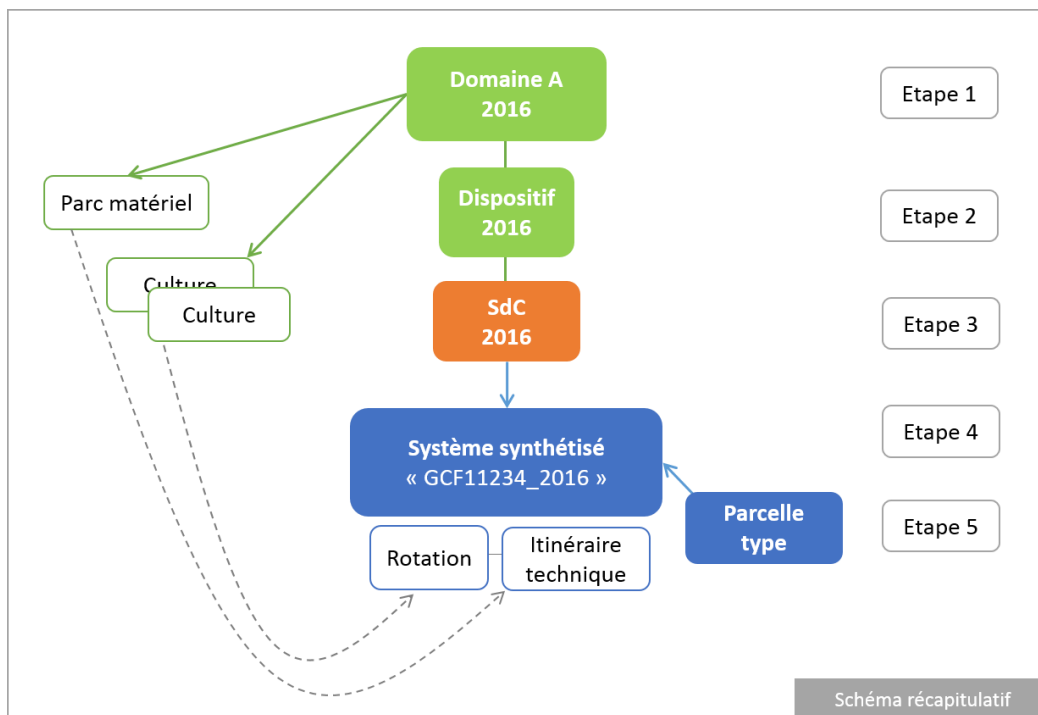 Domaine A
2016
Etape 1
Parc matériel
Dispositif
2016
Etape 2
Culture
Culture
SdC
2016
Etape 3
Système synthétisé
« GCF11234_2016 »
Etape 4
Parcelle
type
Etape 5
Rotation
Itinéraire
technique
Schéma récapitulatif